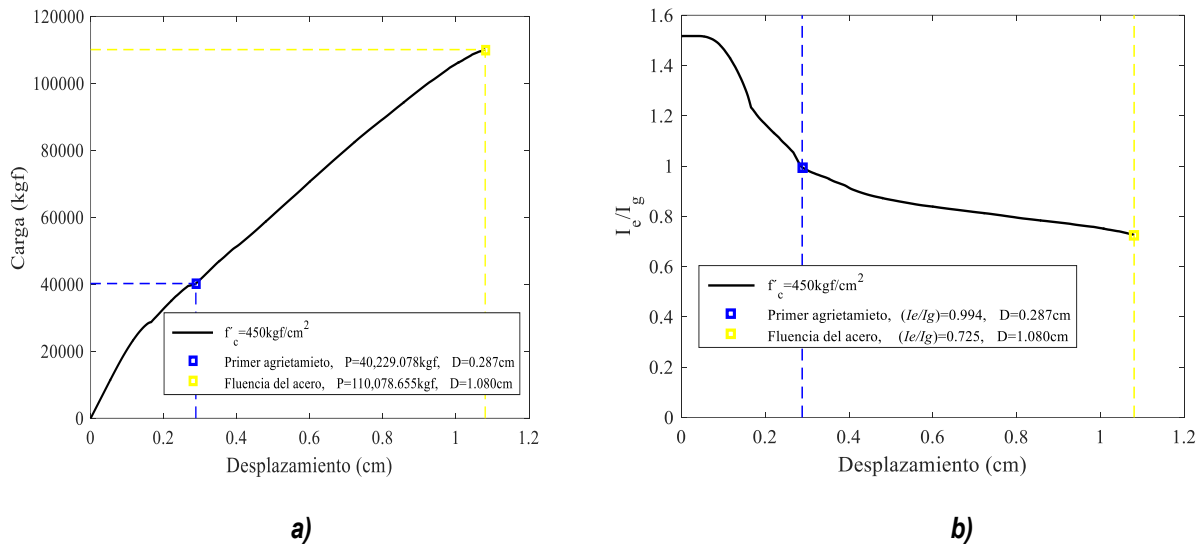 120000
100000
80000
60000
40000
20000
0
Carga (kgf)
f´c=450kgf/cm2
Primer agrietamieto, P=40,229.078kgf, D=0.287cm
Fluencia del acero, P=110,078.655kgf, D=1.080cm
0 0.2 0.4 0.6 0.8 1 1.2
Desplazamiento (cm)
a)
1.6
1.4
1.2
1
0.8
0.6
0.4
0.2
0
Ie/Ig
f´c=450kgf/cm2
Primer agrietamiento, (Ie/Ig)=0.994, D=0.287cm
Fluencia del acero, (Ie/Ig)=0.725, D=1.080cm
0 0.2 0.4 0.6 0.8 1 1.2
Desplazamiento (cm)
b)